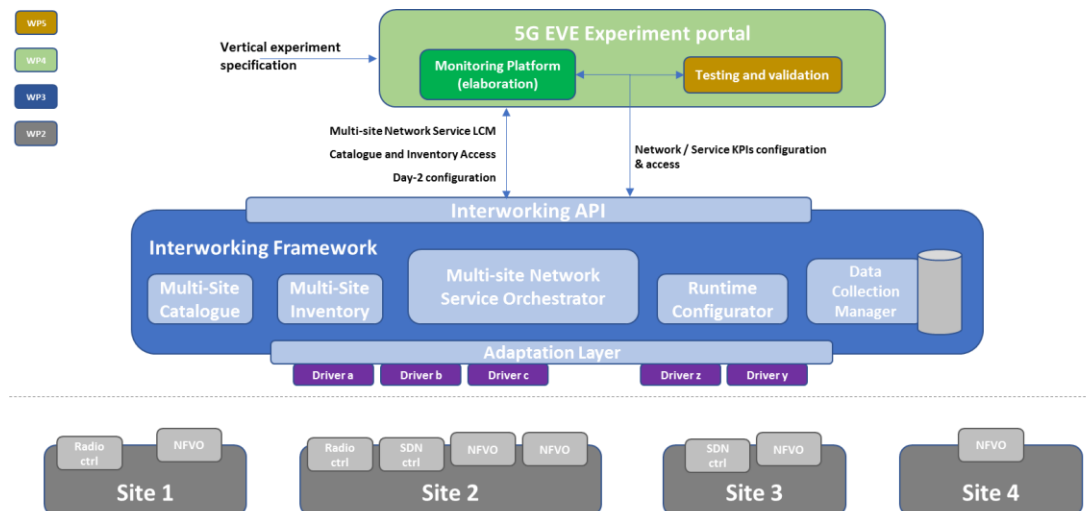 WP5
WP4
WP3
WP2
5G EVE Experiment portal
Vertical experiment
specification
Monitoring Platform
(elaboration)
Testing and validation
Multi-site Network Service LCM
Catalogue and Inventory Access
Day-2 configuration
Network / Service KPIs configuration
& access
Interworking API
Interworking Framework
Multi-Site
Catalogue
Multi-Site
Inventory
Multi-site Network
Service Orchestrator
Runtime
Configurator
Data
Collection
Manager
Adaptation Layer
Driver a
Driver b
Driver c
Driver z
Driver y
Radio
ctrl
NFVO
Site 1
Radio
ctrl
SDN
ctrl
NFVO
NFVO
Site 2
SDN
ctrl
NFVO
Site 3
NFVO
Site 4